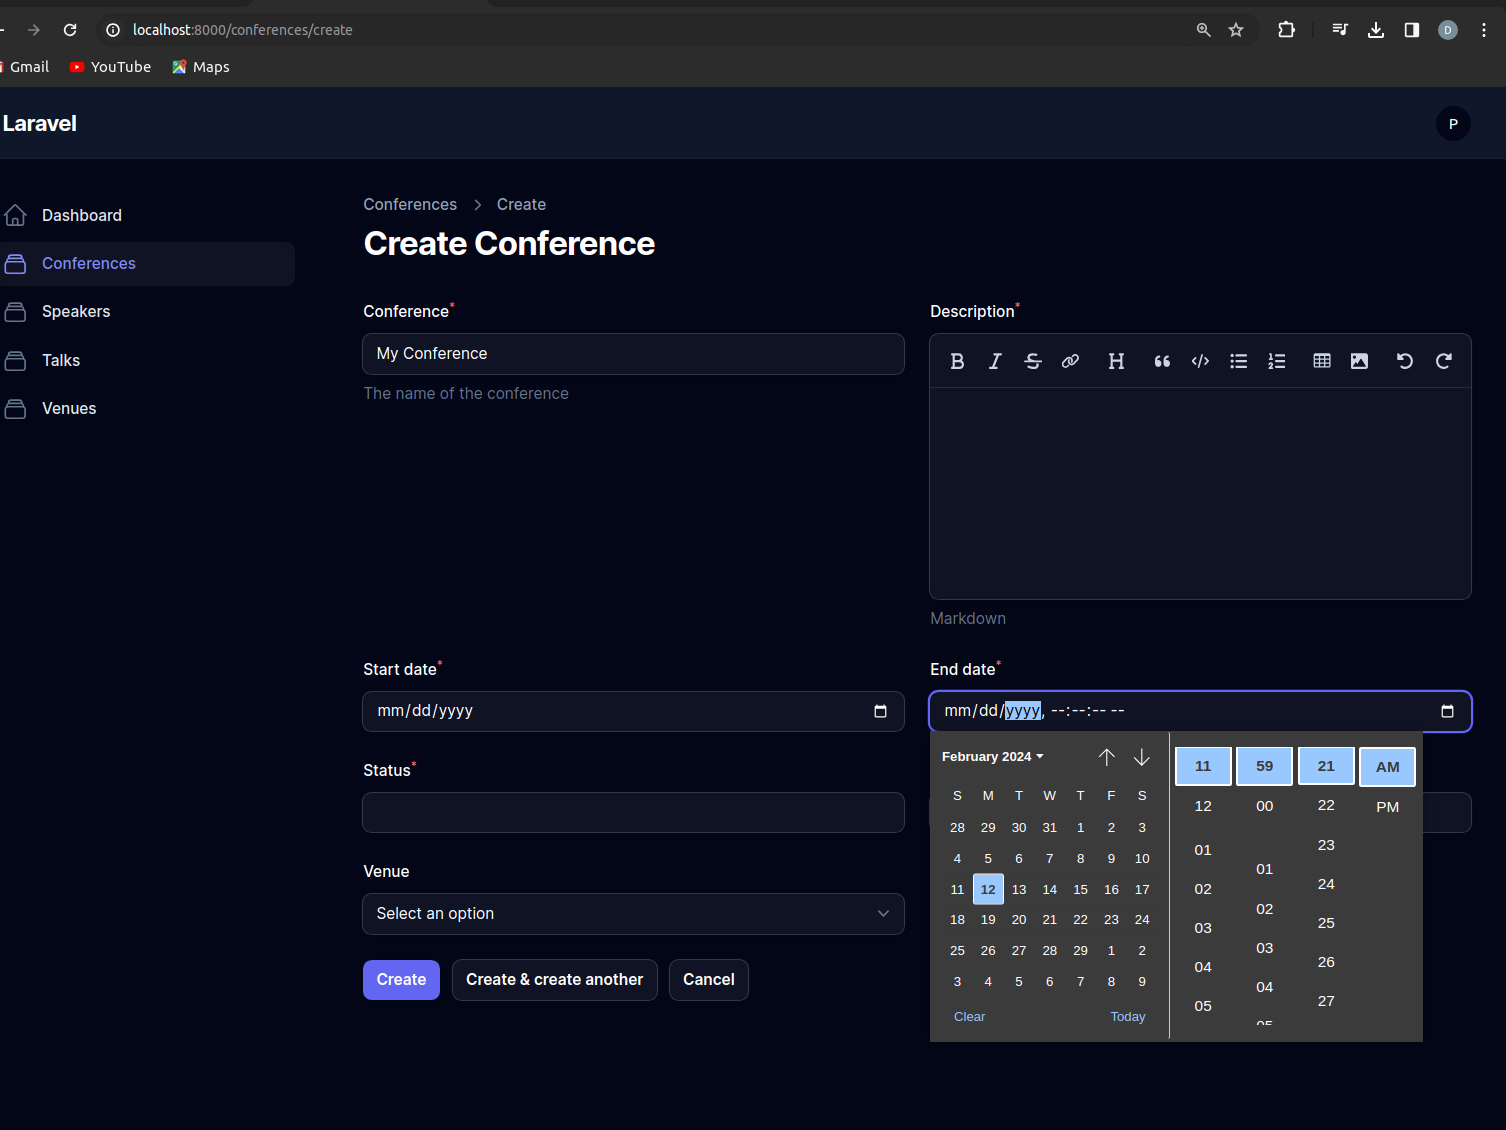 localhost:8000/conferences/create
D
Gmail YouTube Maps
Laravel
P
Dashboard
Conferences
Speakers
Talks
Venues
Conferences > Create
Create Conference
Conference*
My Conference
The name of the conference
Description*
B I S H
Markdown
Start date*
mm/dd/yyyy
End date*
mm/dd/yyyy, --:--:-- --
Status*
Venue
Select an option
Create Create & create another Cancel
February 2024
S M T W T F S
28 29 30 31 1 2 3
4 5 6 7 8 9 10
11 12 13 14 15 16 17
18 19 20 21 22 23 24
25 26 27 28 29 1 2
3 4 5 6 7 8 9
Clear Today
11 59 21 AM
12 00 22 PM
01 01 23
02 02 24
03 03 25
04 04 26
05 05 27